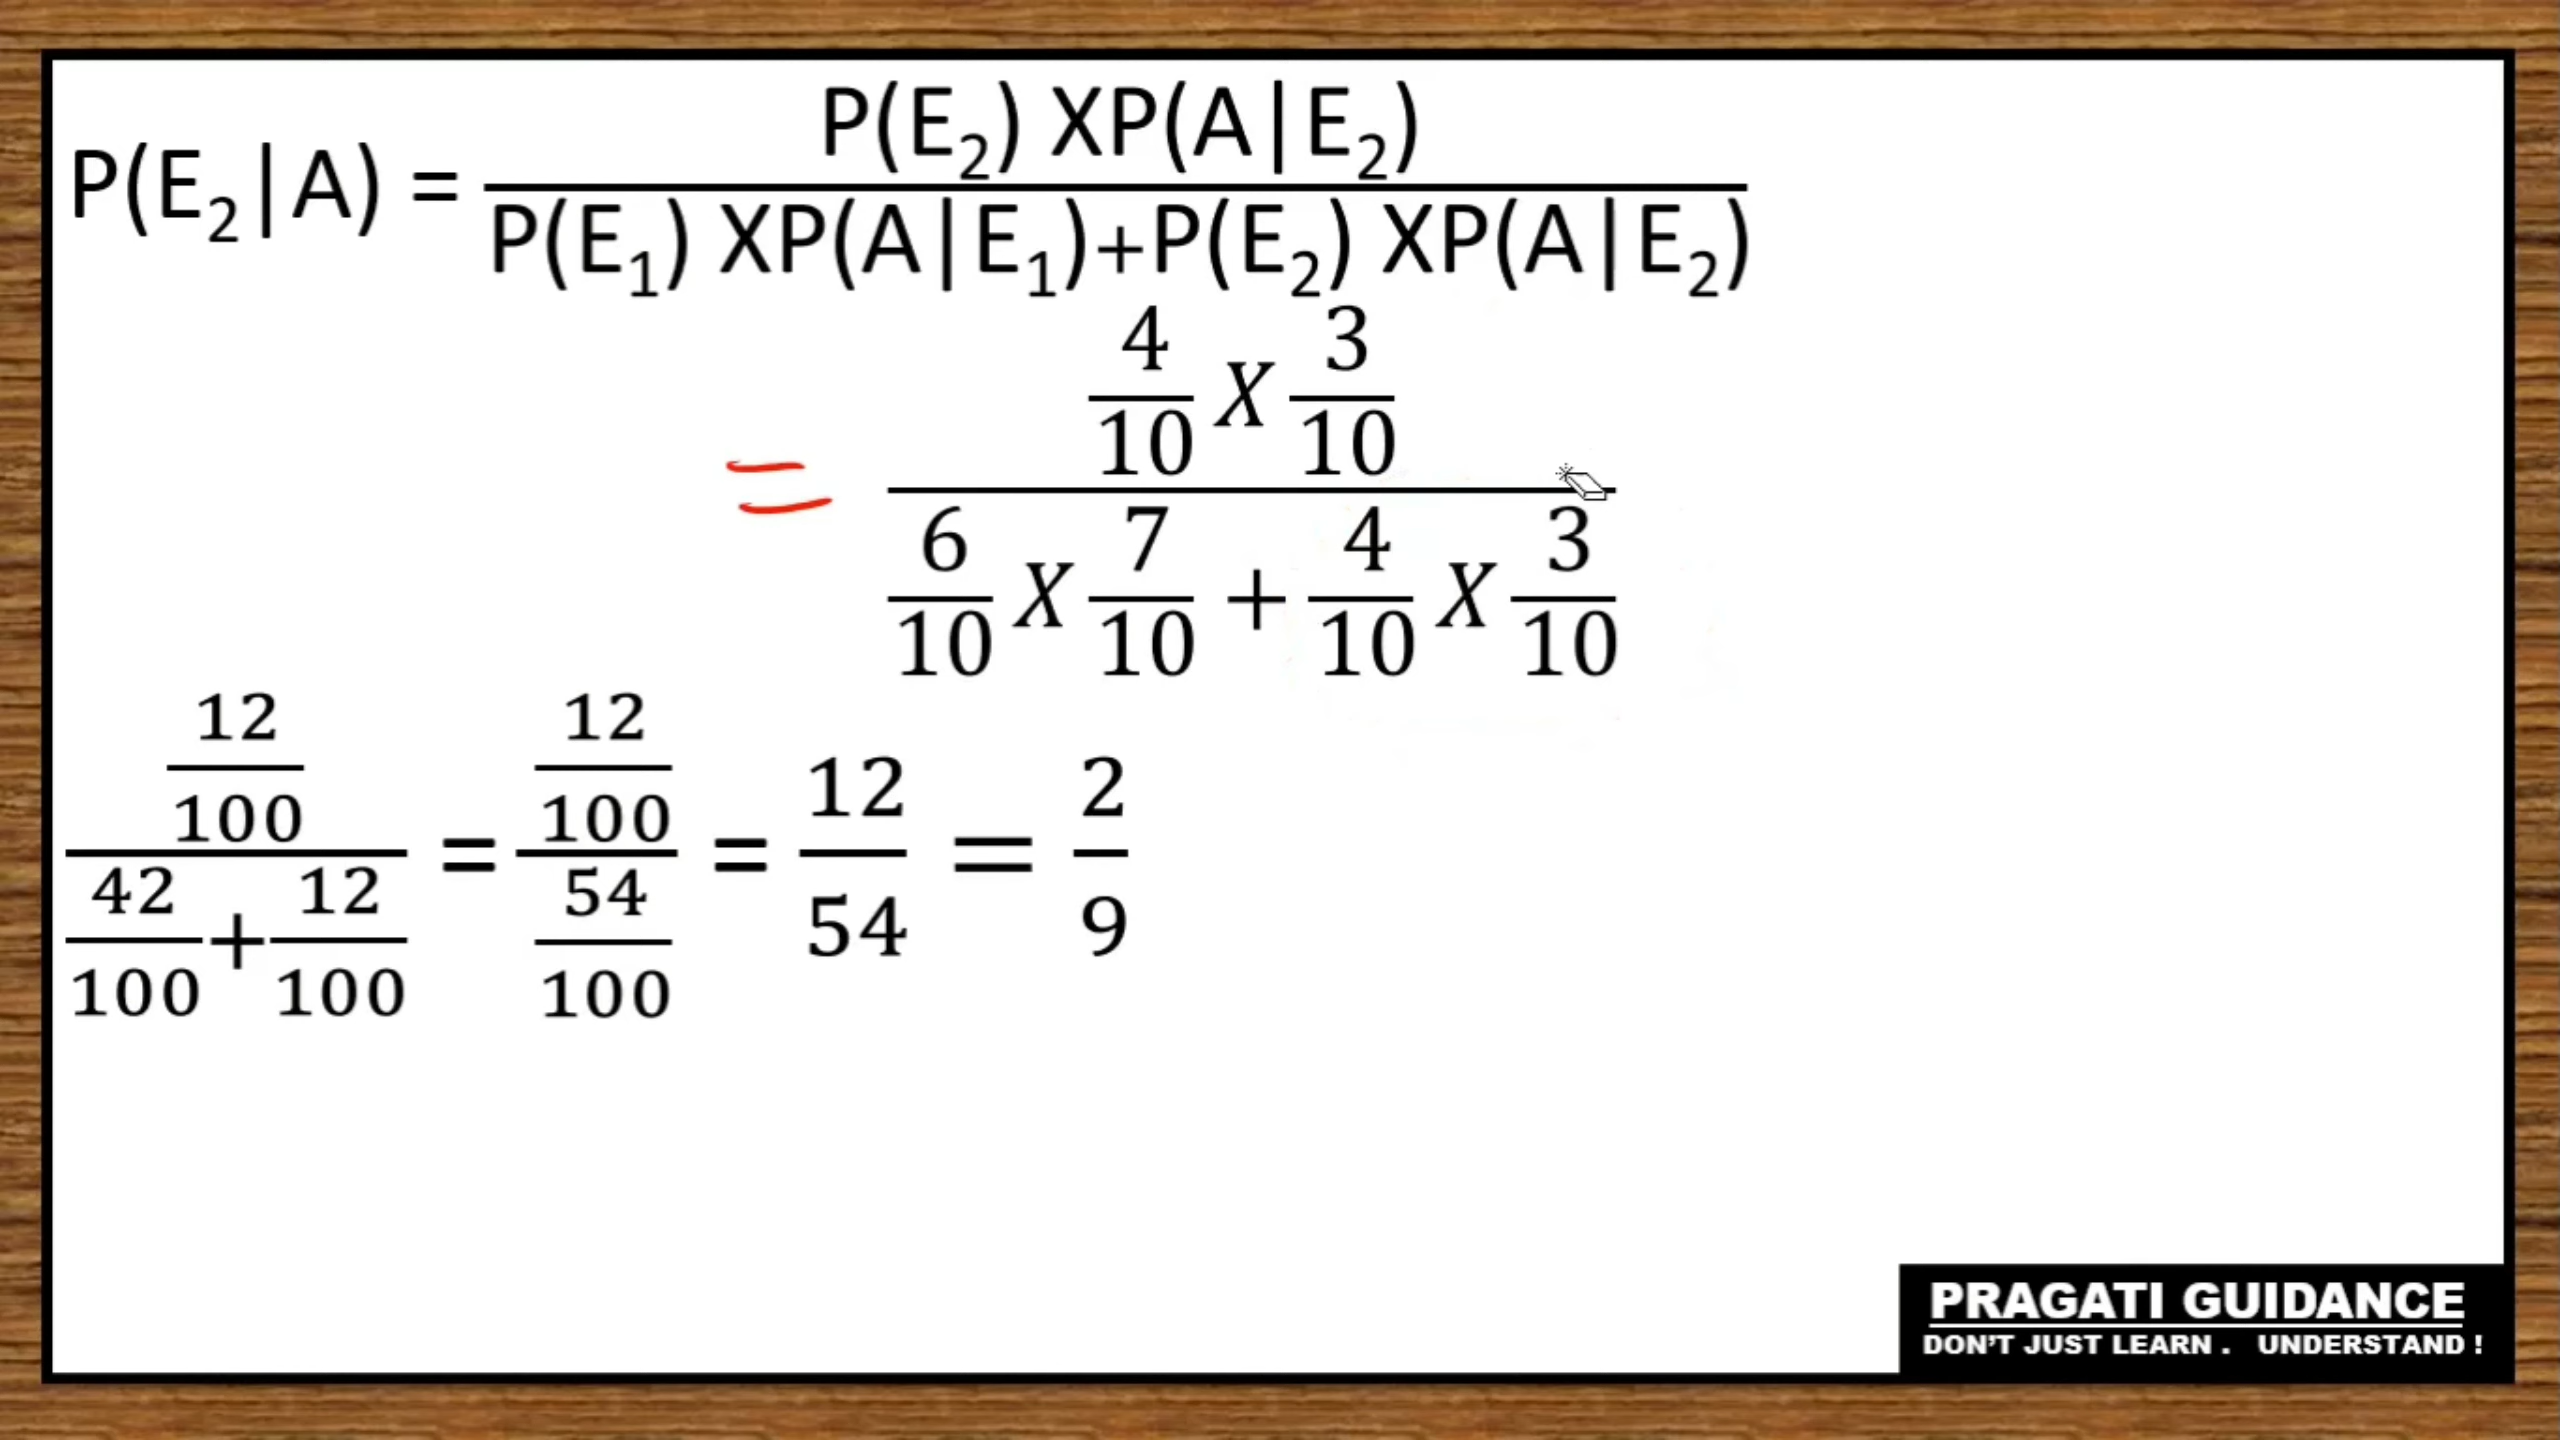 P(E₂|A) = P(E₂) XP(A|E₂) / P(E₁) XP(A|E₁)+P(E₂) XP(A|E₂)
= 4/10 X 3/10 / 6/10 X 7/10 + 4/10 X 3/10
12/100 / 42/100 + 12/100 = 12/100 / 54/100 = 12/54 = 2/9
PRAGATI GUIDANCE
DON'T JUST LEARN . UNDERSTAND !